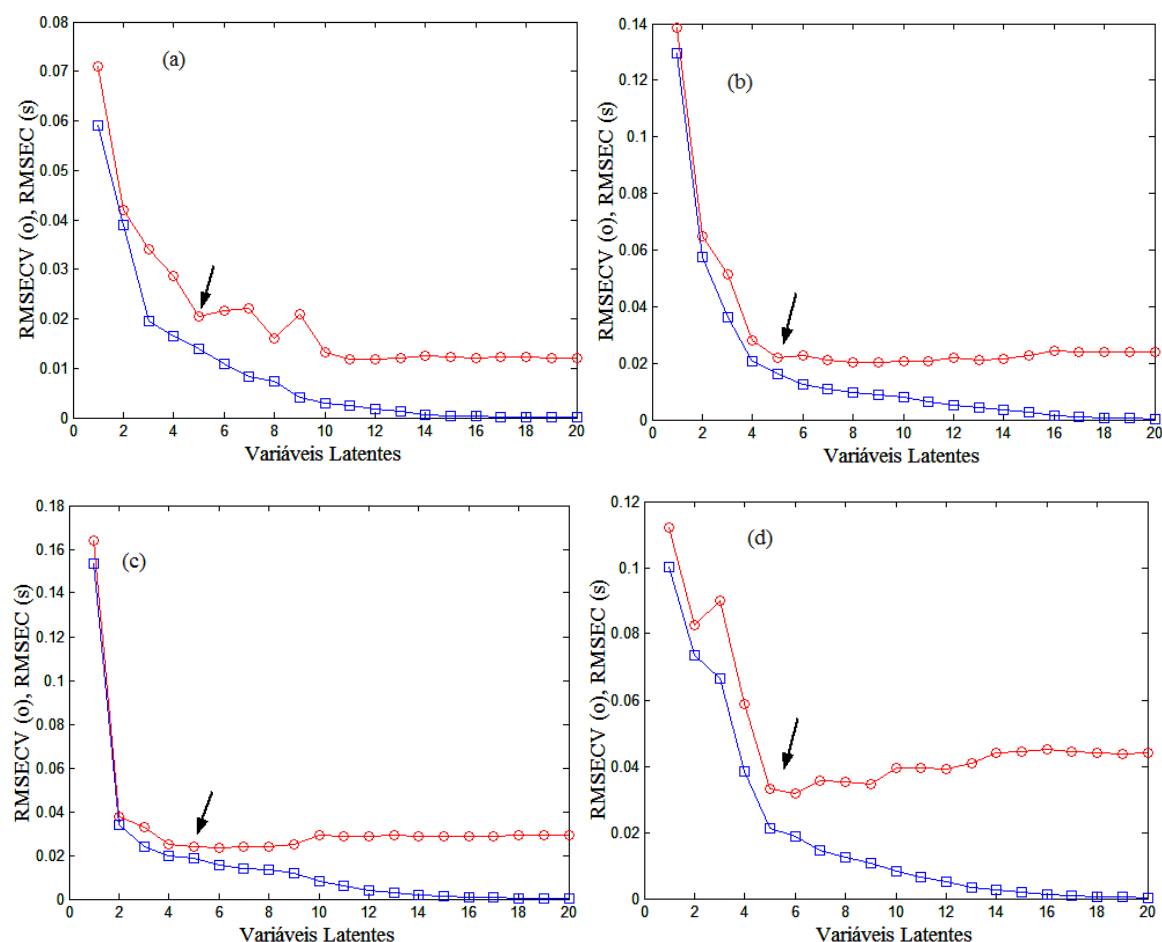 (a)
RMSECV (o), RMSEC (s)
0.08
0.07
0.06
0.05
0.04
0.03
0.02
0.01
0
0 2 4 6 8 10 12 14 16 18 20
Variáveis Latentes
(b)
RMSECV (o), RMSEC (s)
0.14
0.12
0.1
0.08
0.06
0.04
0.02
0
0 2 4 6 8 10 12 14 16 18 20
Variáveis Latentes
(c)
RMSECV (o), RMSEC (s)
0.18
0.16
0.14
0.12
0.1
0.08
0.06
0.04
0.02
0
0 2 4 6 8 10 12 14 16 18 20
Variáveis Latentes
(d)
RMSECV (o), RMSEC (s)
0.12
0.1
0.08
0.06
0.04
0.02
0
0 2 4 6 8 10 12 14 16 18 20
Variáveis Latentes